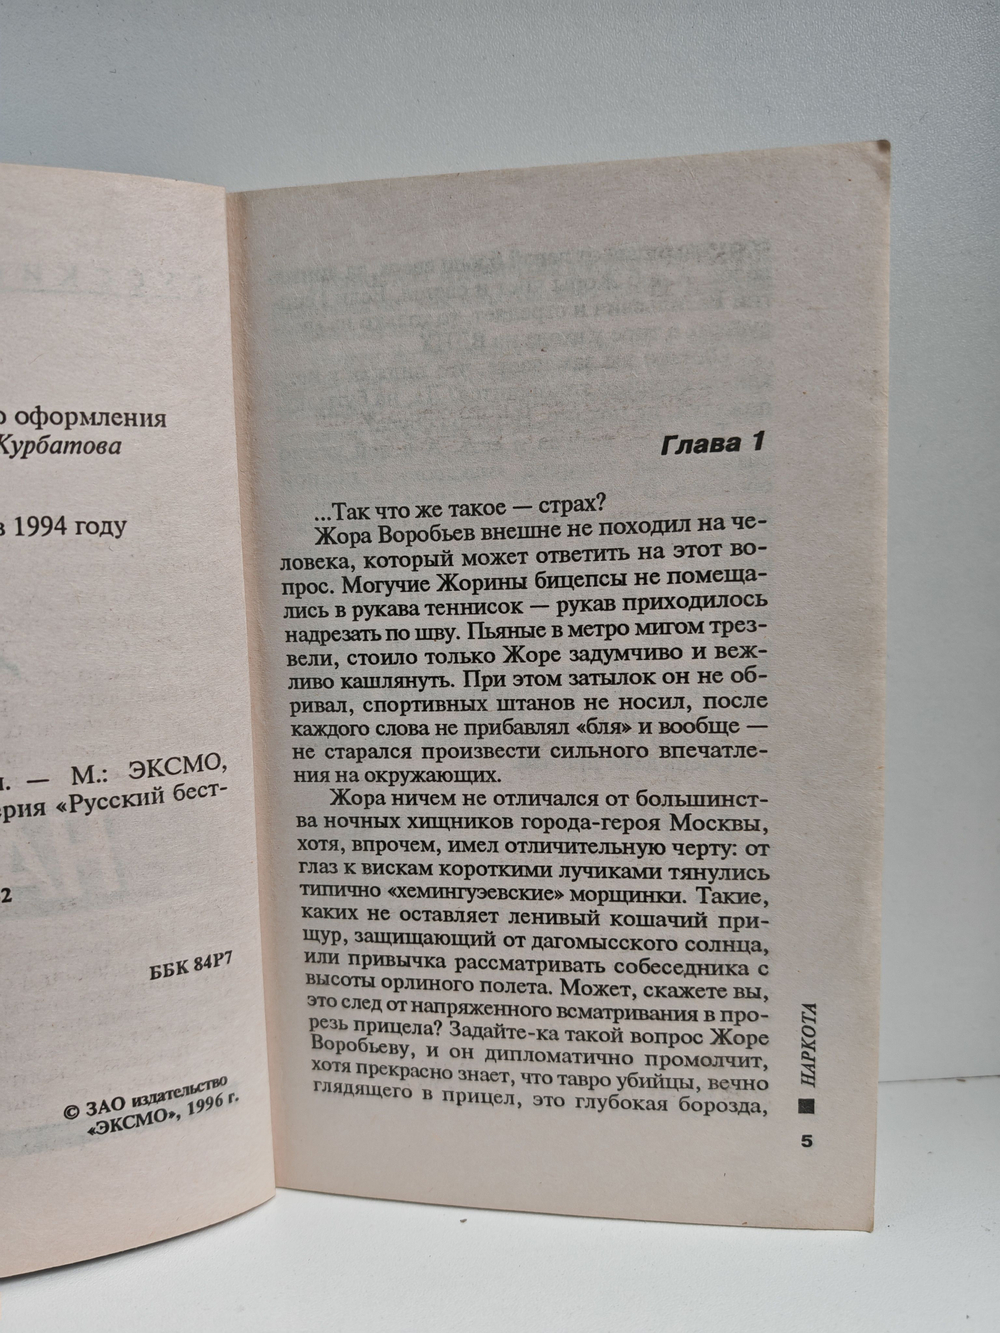 оформления
Курбатова
в 1994 году
— М.: ЭКСМО,
«Русский бест-
2
ББК 84Р7
© ЗАО издательство
«ЭКСМО», 1996 г.
Глава 1
...Так что же такое — страх?
Жора Воробьев внешне не походил на че-
ловека, который может ответить на этот во-
прос. Могучие Жорины бицепсы не помеща-
лись в рукава теннисок — рукав приходилось
надрезать по шву. Пьяные в метро мигом трез-
вели, стоило только Жоре задумчиво и веж-
ливо кашлянуть. При этом затылок он не об-
ривал, спортивных штанов не носил, после
каждого слова не прибавлял «бля» и вообще —
не старался произвести сильного впечатле-
ния на окружающих.
Жора ничем не отличался от большинст-
ва ночных хищников города-героя Москвы,
хотя, впрочем, имел отличительную черту: от
глаз к вискам короткими лучиками тянулись
типично «хемингуэевские» морщинки. Такие,
каких не оставляет ленивый кошачий при-
щур, защищающий от дагомысского солнца,
или привычка рассматривать собеседника с
высоты орлиного полета. Может, скажете вы,
это след от напряженного всматривания в про-
резь прицела? Задайте-ка такой вопрос Жоре
Воробьеву, и он дипломатично промолчит,
хотя прекрасно знает, что тавро убийцы, вечно
глядящего в прицел, это глубокая борозда,
НАРКОТА
5